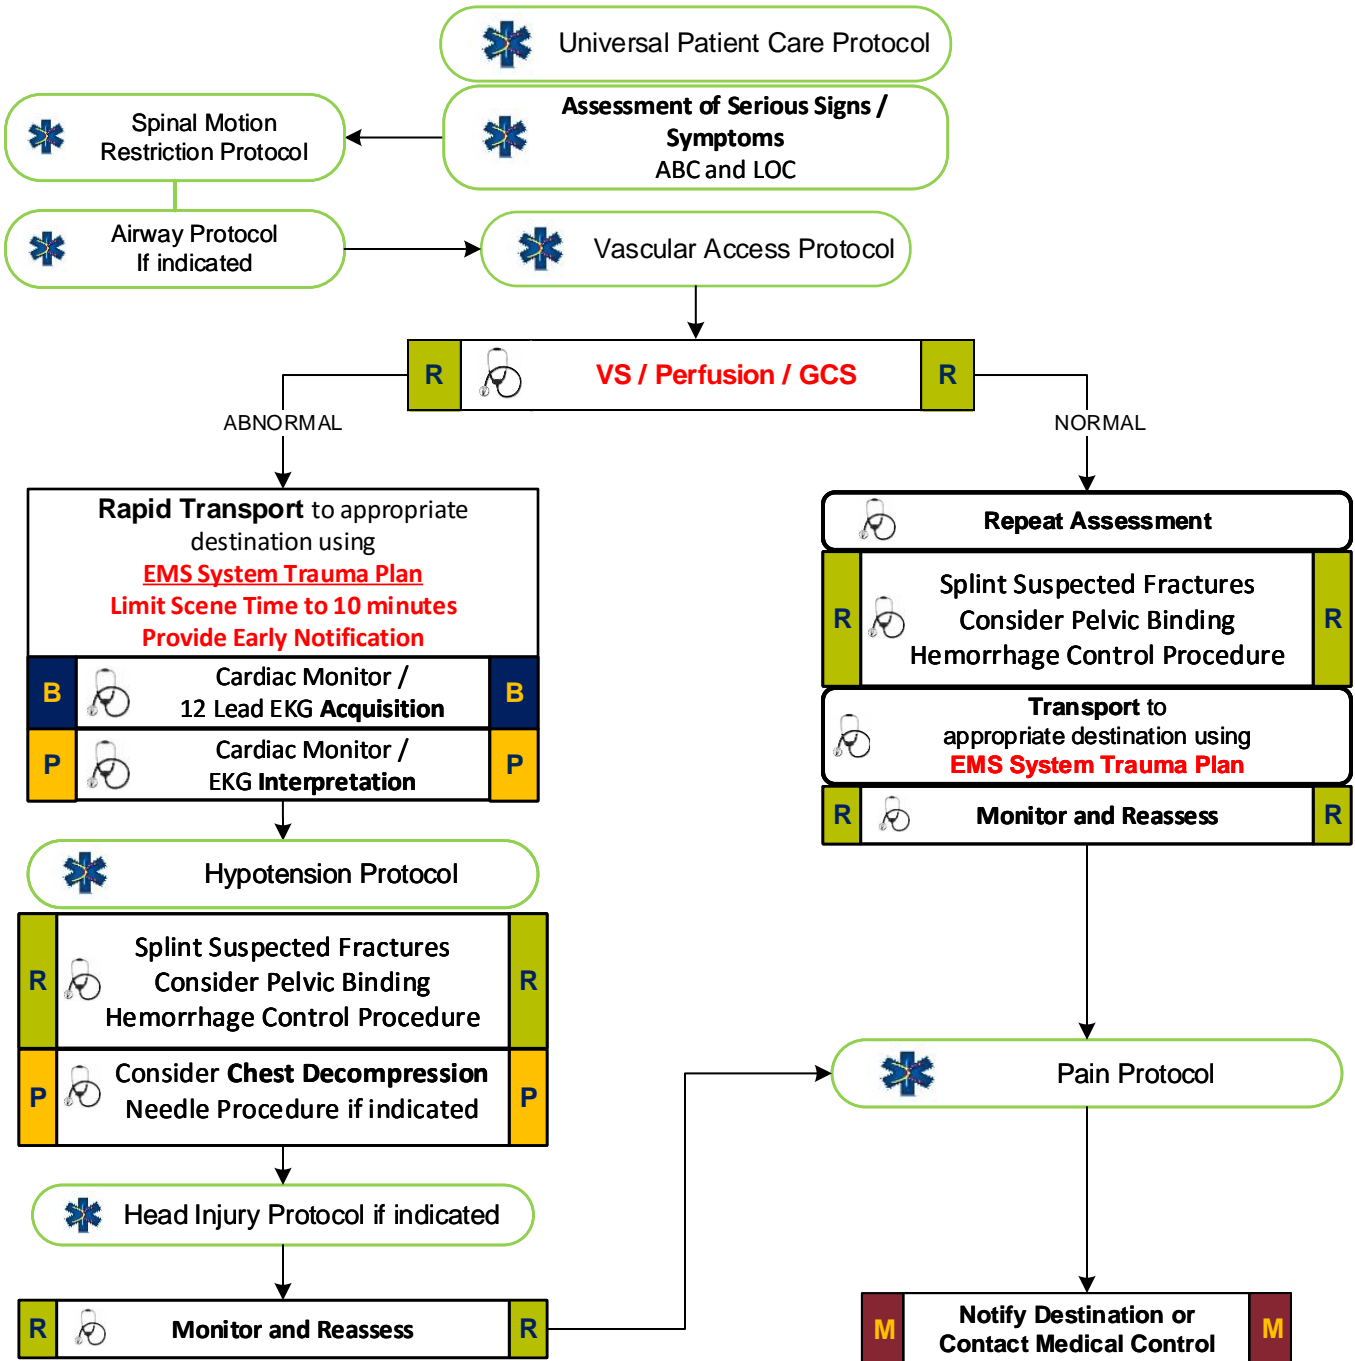 Universal Patient Care Protocol
Assessment of Serious Signs /
Symptoms
ABC and LOC
Spinal Motion
Restriction Protocol
Airway Protocol
If indicated
Vascular Access Protocol
R VS / Perfusion / GCS R
ABNORMAL
NORMAL
Rapid Transport to appropriate
destination using
EMS System Trauma Plan
Limit Scene Time to 10 minutes
Provide Early Notification
B Cardiac Monitor / B
12 Lead EKG Acquisition
P Cardiac Monitor / P
EKG Interpretation
Hypotension Protocol
Splint Suspected Fractures
R Consider Pelvic Binding R
Hemorrhage Control Procedure
P Consider Chest Decompression P
Needle Procedure if indicated
Head Injury Protocol if indicated
R Monitor and Reassess R
Repeat Assessment
Splint Suspected Fractures
R Consider Pelvic Binding R
Hemorrhage Control Procedure
Transport to
appropriate destination using
EMS System Trauma Plan
R Monitor and Reassess R
Pain Protocol
M Notify Destination or M
Contact Medical Control